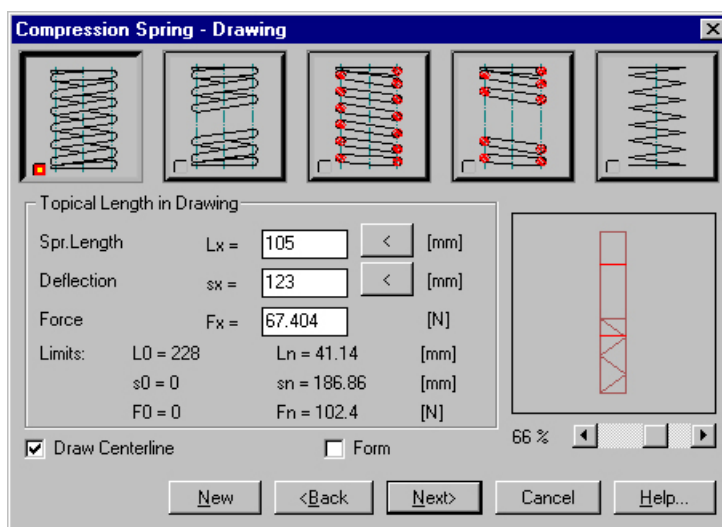 Compression Spring - Drawing
Topical Length in Drawing
Spr.Length Lx = 105 < [mm]
Deflection sx = 123 < [mm]
Force Fx = 67.404 [N]
Limits: L0 = 228 Ln = 41.14 [mm]
s0 = 0 sn = 186.86 [mm]
F0 = 0 Fn = 102.4 [N]
Draw Centerline Form 66 %
New <Back Next> Cancel Help...